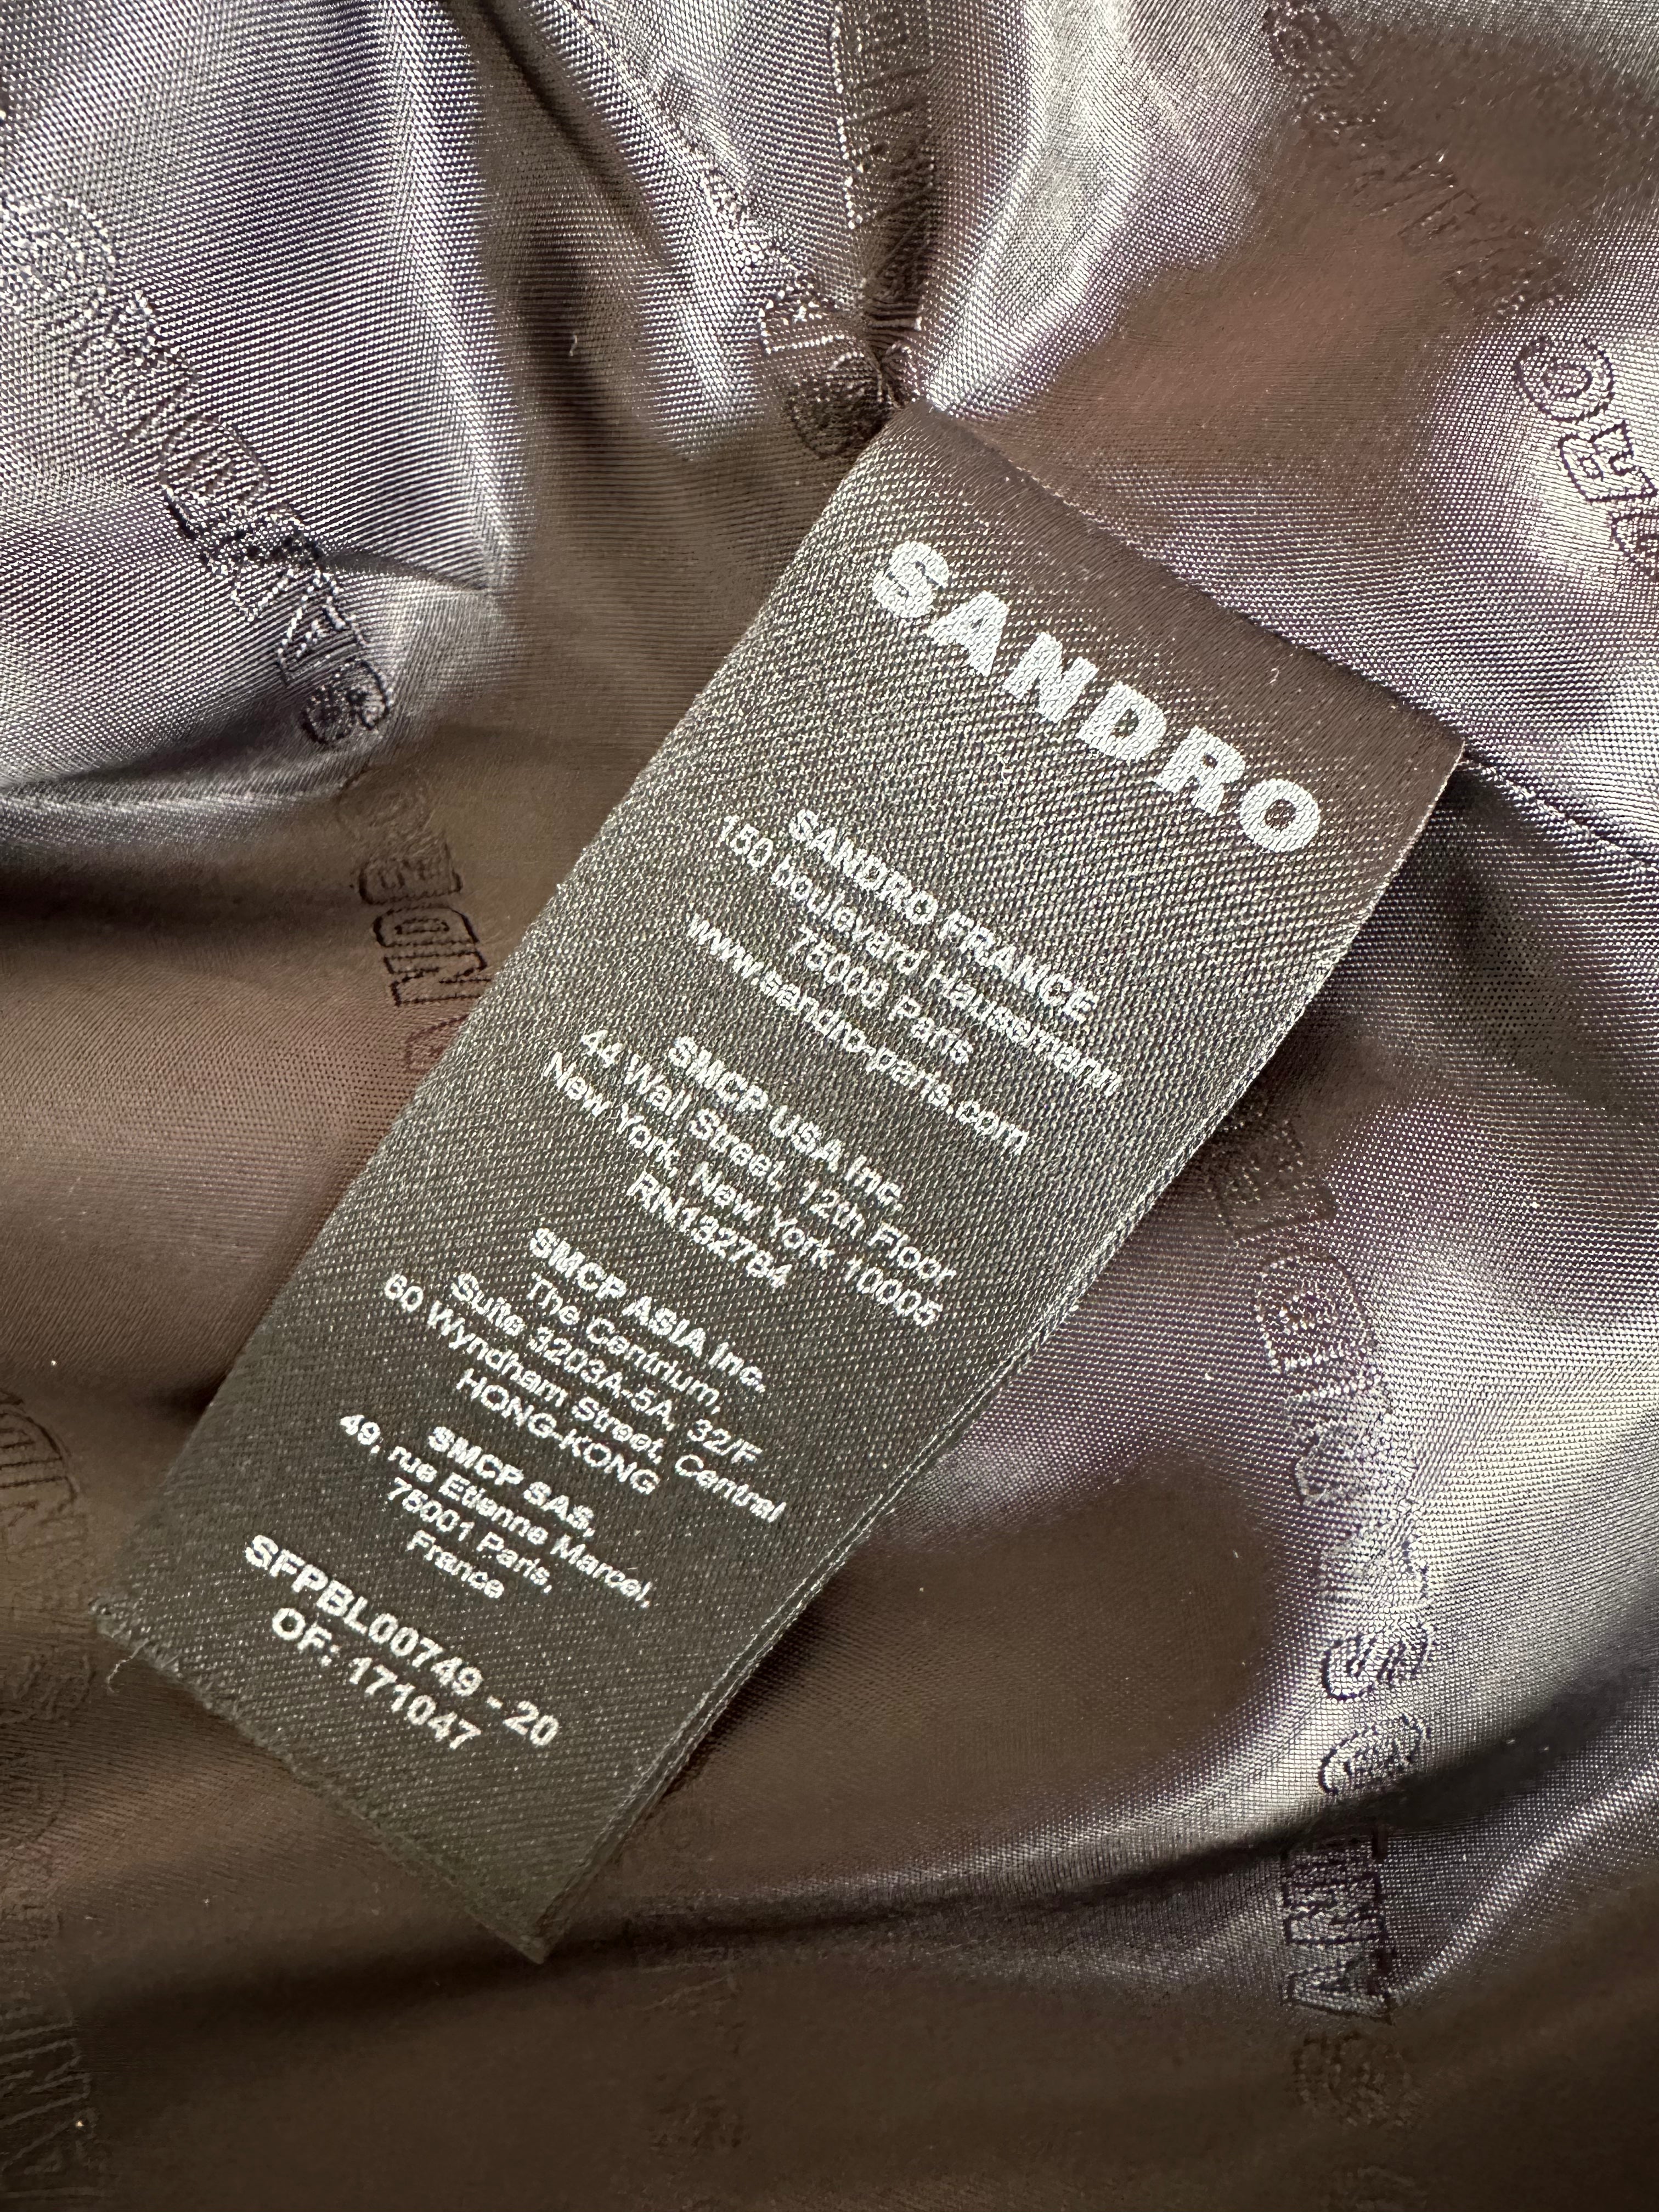 SANDRO
SANDRO FRANCE
150 boulevard Haussmann
75008 Paris
www.sandro-paris.com
SMCP USA Inc.
44 Wall Street, 12th Floor
New York, New York 10005
RN132784
SMCP ASIA Inc.
The Centrium,
Suite 3203A-5A, 32/F
60 Wyndham Street, Central
HONG-KONG
SMCP SAS,
49, rue Etienne Marcel,
75001 Paris,
France
SFPBL00749 - 20
OF: 171047